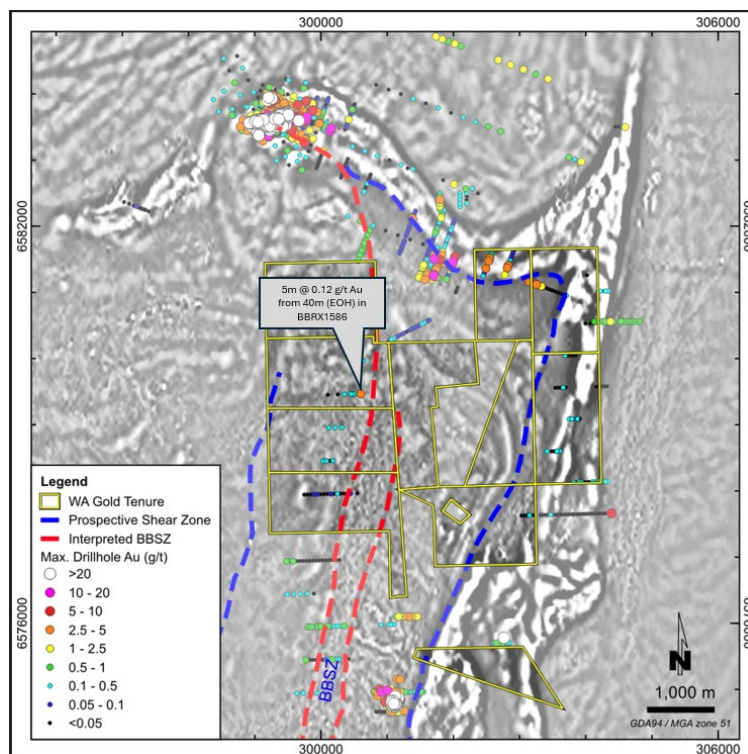 300000
306000
6582000
6582000
5m @ 0.12 g/t Au
from 40m (EOH) in
BBRX1586
Legend
WA Gold Tenure
Prospective Shear Zone
Interpreted BBSZ
Max. Drillhole Au (g/t)
>20
10 - 20
5 - 10
2.5 - 5
1 - 2.5
0.5 - 1
0.1 - 0.5
0.05 - 0.1
<0.05
6576000
6576000
BBSZ
N
1,000 m
GDA94 / MGA zone 51
300000
306000